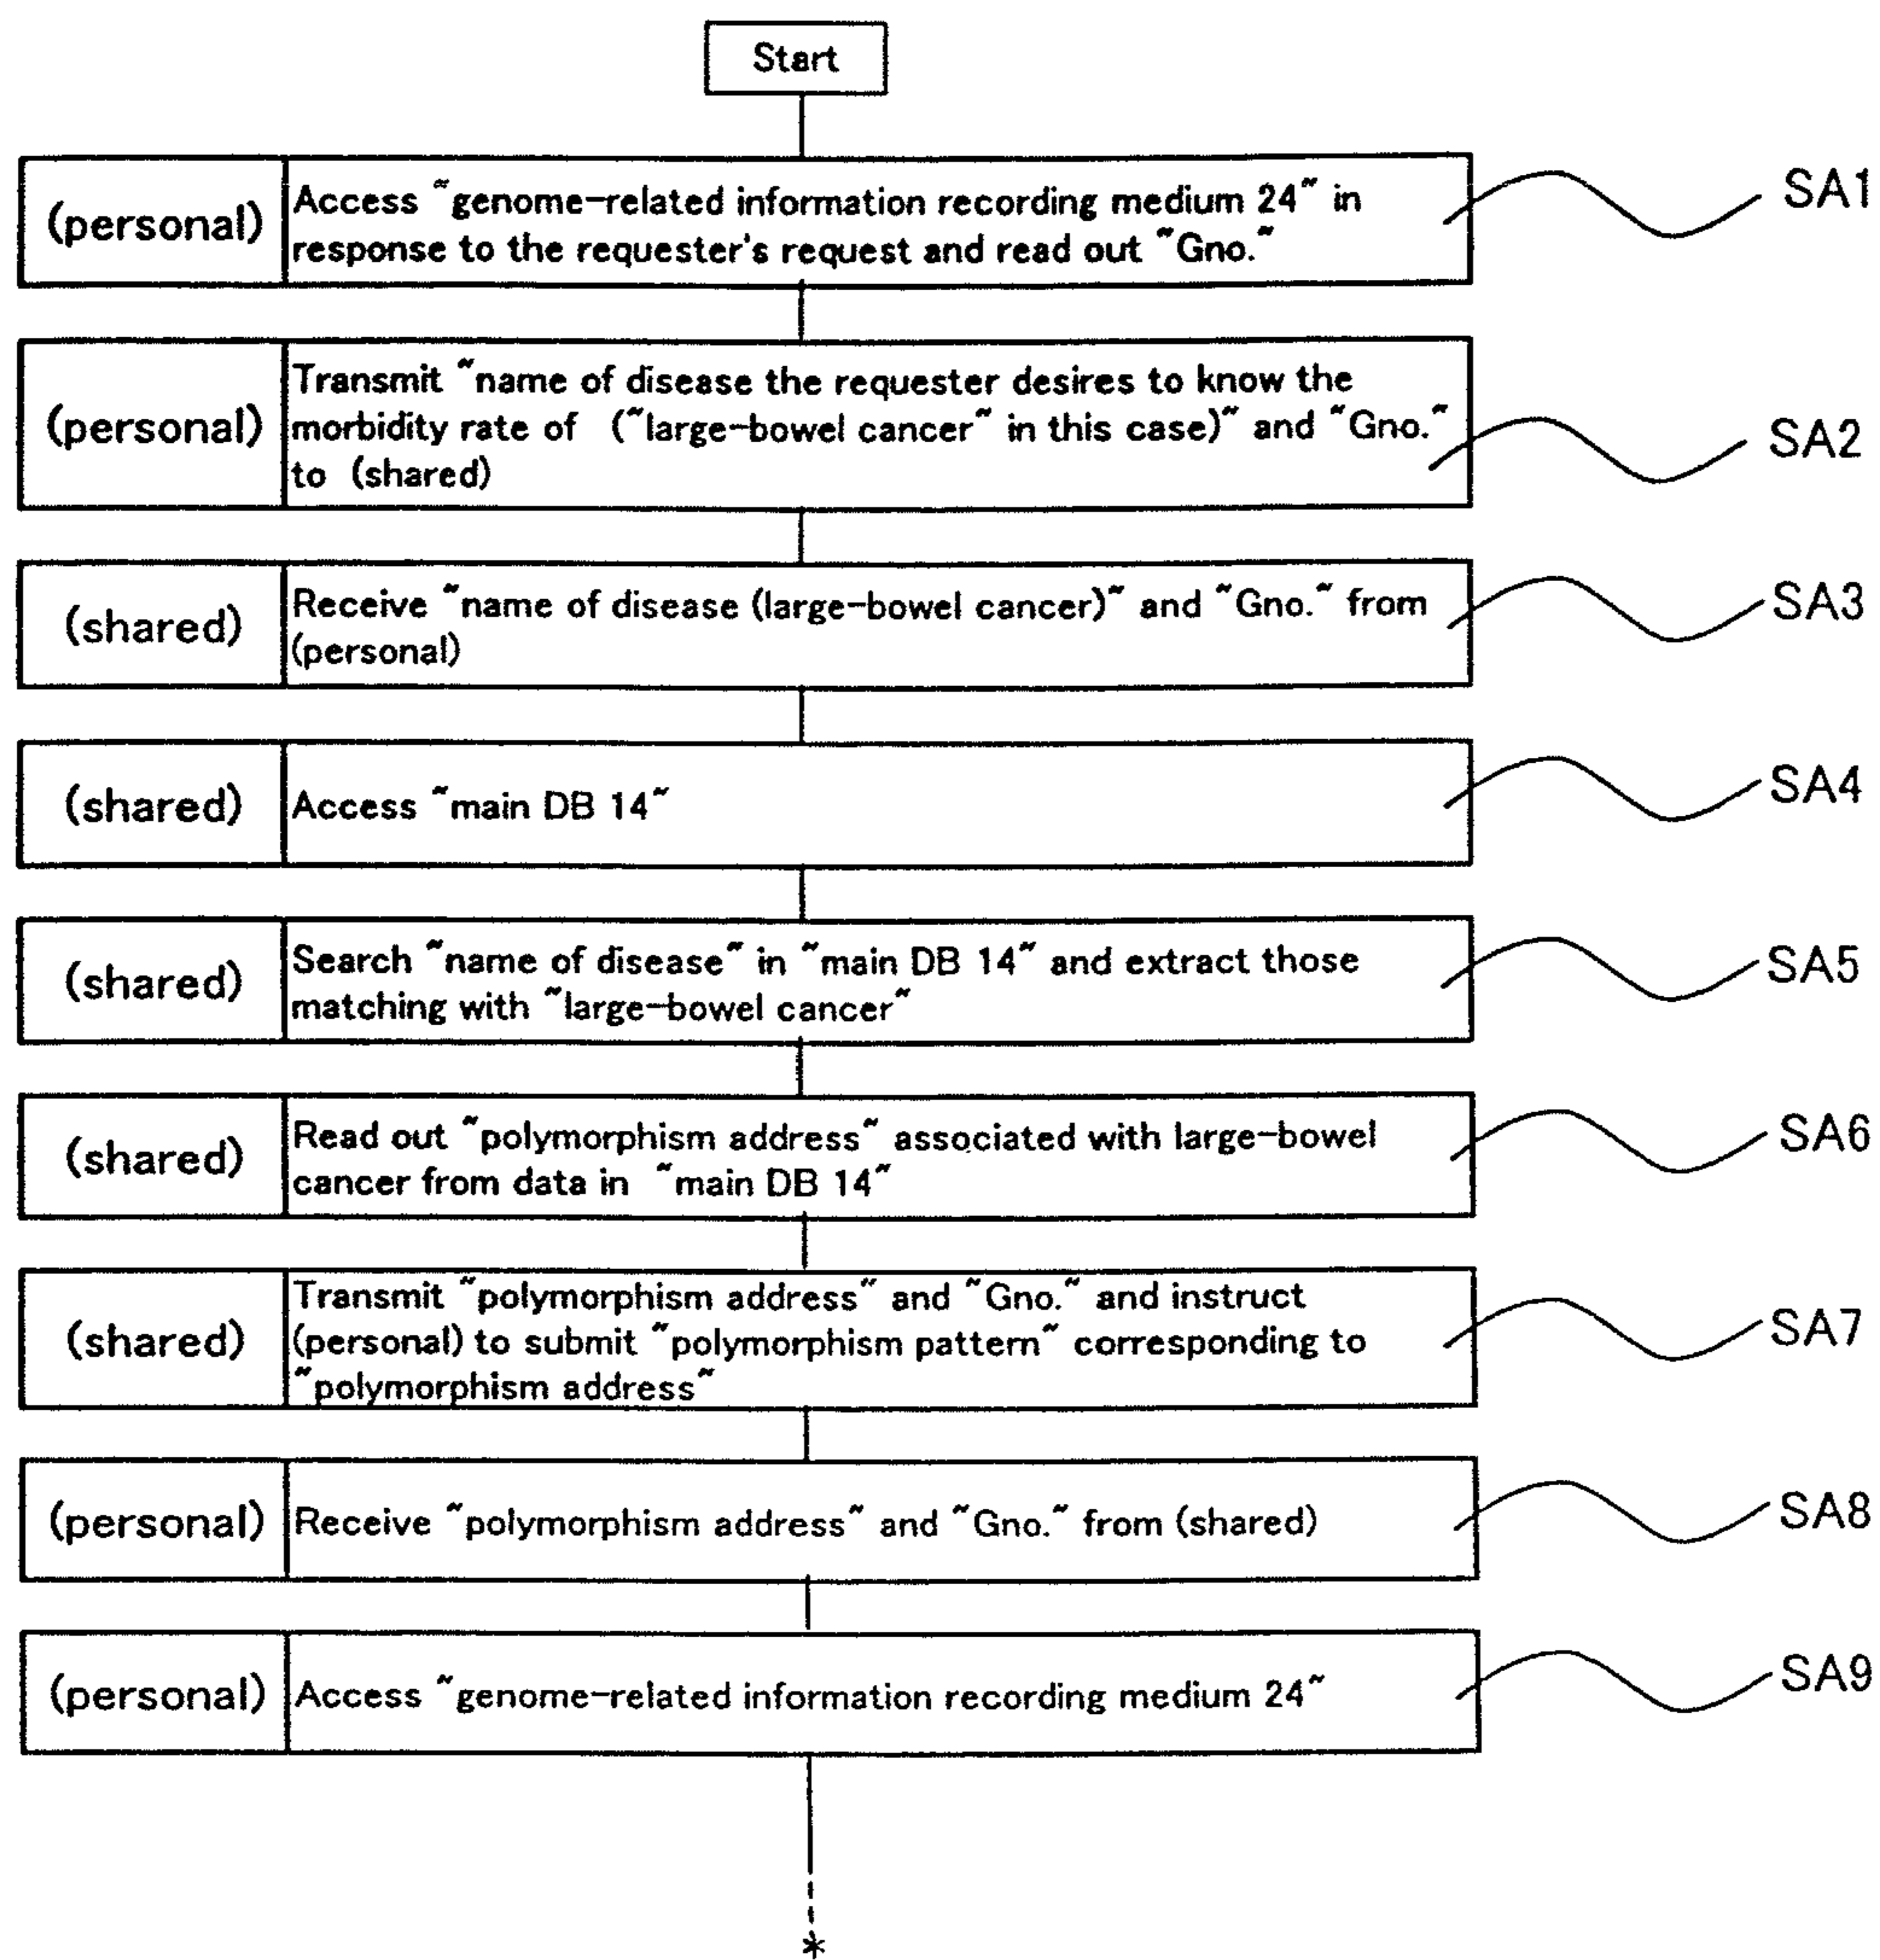 Start
(personal)
Access "genome-related information recording medium 24" in
response to the requester's request and read out "Gno."
SA1
(personal)
Transmit "name of disease the requester desires to know the
morbidity rate of ("large-bowel cancer" in this case)" and "Gno."
to (shared)
SA2
(shared)
Receive "name of disease (large-bowel cancer)" and "Gno." from
(personal)
SA3
(shared)
Access "main DB 14"
SA4
(shared)
Search "name of disease" in "main DB 14" and extract those
matching with "large-bowel cancer"
SA5
(shared)
Read out "polymorphism address" associated with large-bowel
cancer from data in "main DB 14"
SA6
(shared)
Transmit "polymorphism address" and "Gno." and instruct
(personal) to submit "polymorphism pattern" corresponding to
"polymorphism address"
SA7
(personal)
Receive "polymorphism address" and "Gno." from (shared)
SA8
(personal)
Access "genome-related information recording medium 24"
SA9
*